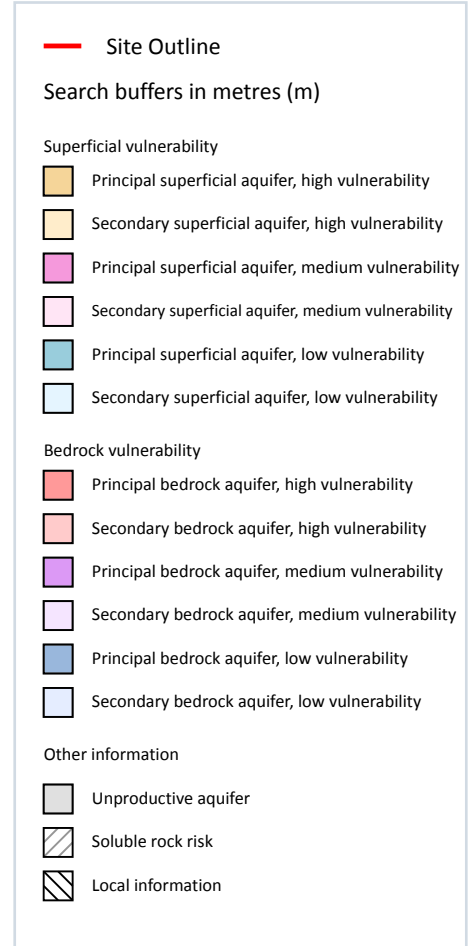 Site Outline
Search buffers in metres (m)
Superficial vulnerability
Principal superficial aquifer, high vulnerability
Secondary superficial aquifer, high vulnerability
Principal superficial aquifer, medium vulnerability
Secondary superficial aquifer, medium vulnerability
Principal superficial aquifer, low vulnerability
Secondary superficial aquifer, low vulnerability
Bedrock vulnerability
Principal bedrock aquifer, high vulnerability
Secondary bedrock aquifer, high vulnerability
Principal bedrock aquifer, medium vulnerability
Secondary bedrock aquifer, medium vulnerability
Principal bedrock aquifer, low vulnerability
Secondary bedrock aquifer, low vulnerability
Other information
Unproductive aquifer
Soluble rock risk
Local information